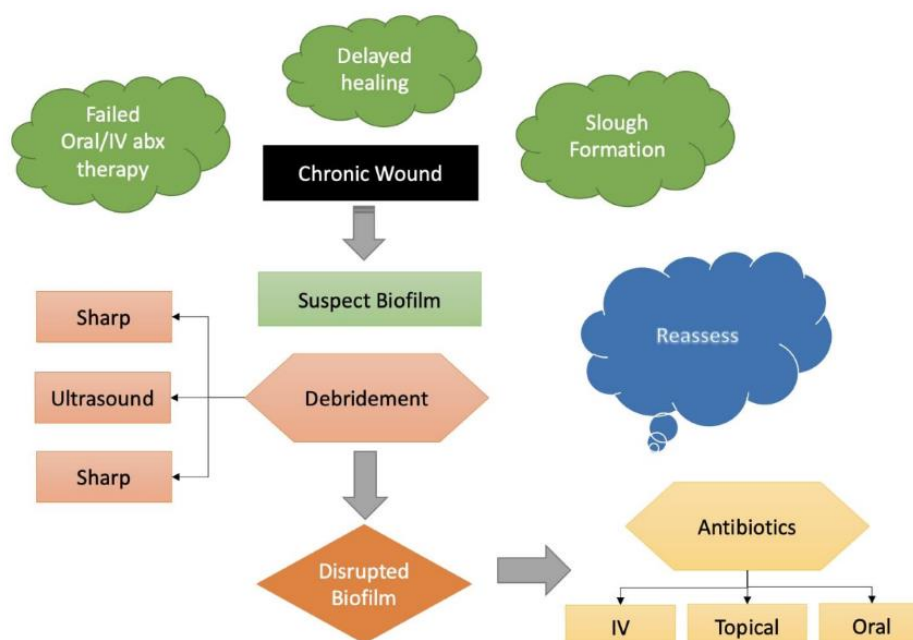 Delayed
healing
Failed
Oral/IV abx
therapy
Slough
Formation
Chronic Wound
Suspect Biofilm
Sharp
Reassess
Ultrasound
Debridement
Sharp
Antibiotics
Disrupted
Biofilm
IV
Topical
Oral